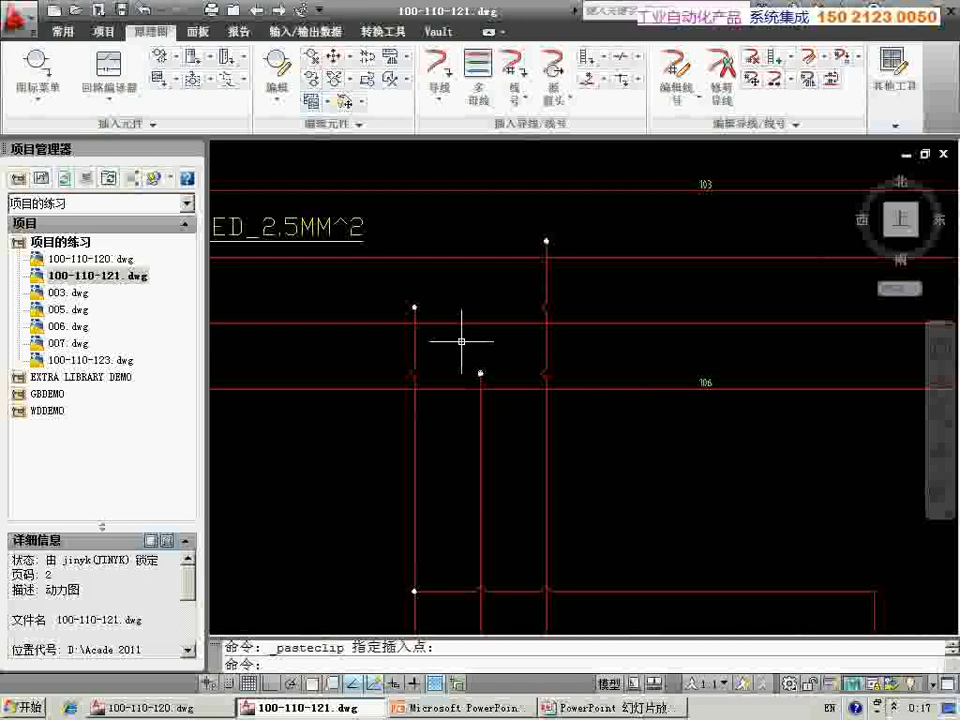 100-110-121.dwg
键入关键字
工业自动化产品 系统集成 150 2123 0050
常用 项目 原理图 面板 报告 输入/输出数据 转换工具 Vault
图标菜单 回路编译器 编辑 导线 多母线 线号 源箭头 编辑线号 修剪导线 其他工具
插入元件 编辑元件 插入导线/线号 编辑导线/线号
项目管理器
项目的练习
项目
项目的练习
100-110-120.dwg
100-110-121.dwg
003.dwg
005.dwg
006.dwg
007.dwg
100-110-123.dwg
EXTRA LIBRARY DEMO
GBDEMO
WDDEMO
详细信息
状态: 由 jinyk(JINYK) 锁定
页码: 2
描述: 动力图
文件名 100-110-121.dwg
位置代号: D:\Acade 2011
103
ED_2.5MM^2
106
北
西 上 东
南
命令: _pasteclip 指定插入点:
命令:
模型 1:1
开始 100-110-120.dwg 100-110-121.dwg Microsoft PowerPoin... PowerPoint 幻灯片放... EN 0:17